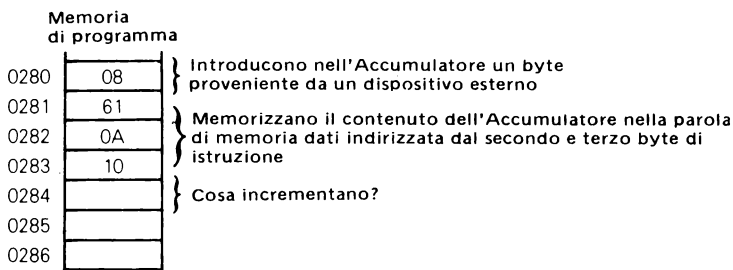 Memoria
di programma
0280 08 Introducono nell'Accumulatore un byte
proveniente da un dispositivo esterno
0281 61
0282 0A Memorizzano il contenuto dell'Accumulatore nella parola
di memoria dati indirizzata dal secondo e terzo byte di
istruzione
0283 10
0284 Cosa incrementano?
0285
0286